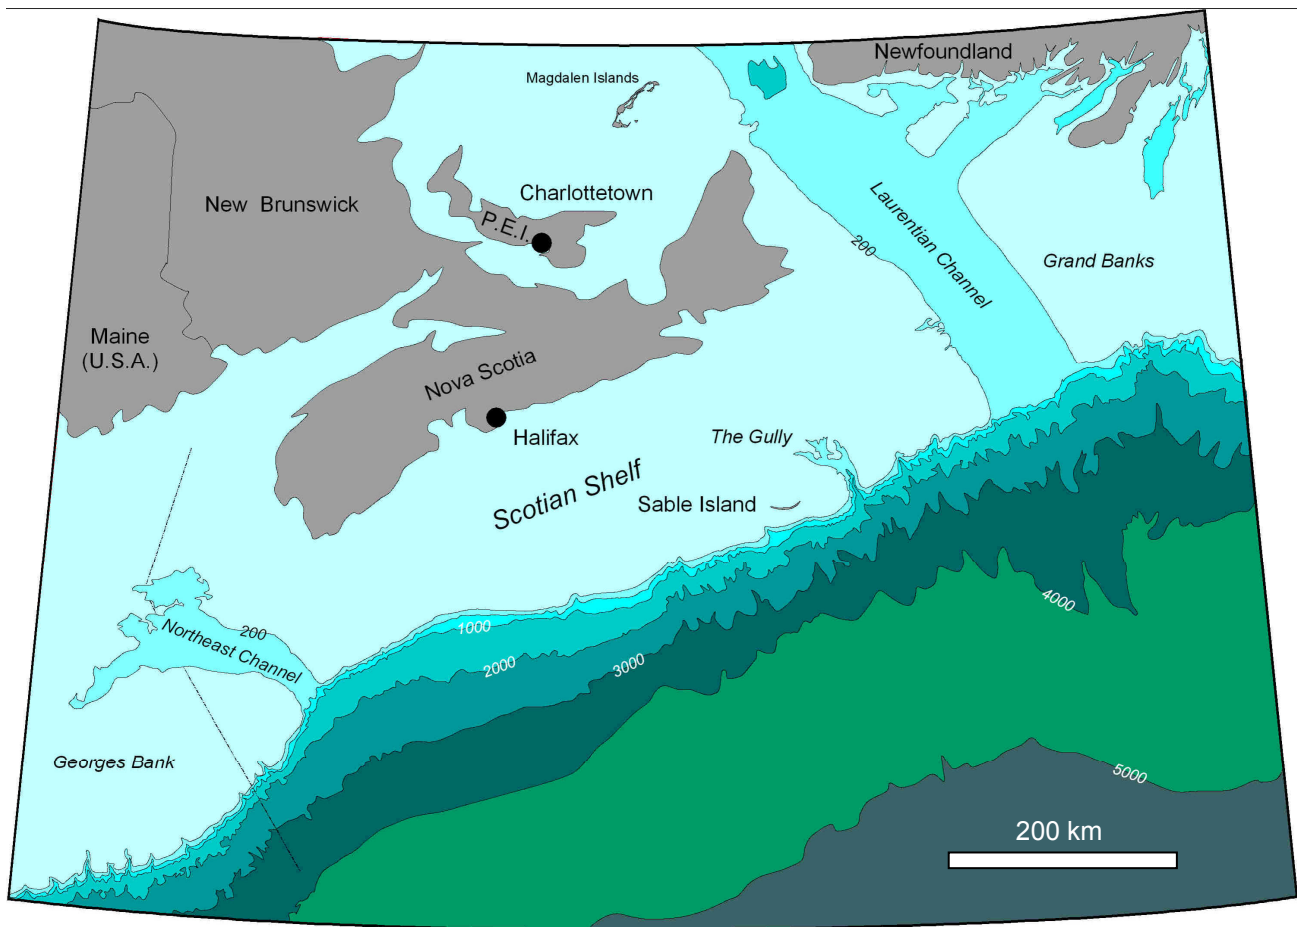 Newfoundland
Magdalen Islands
Charlottetown
New Brunswick
P.E.I.
Laurentian Channel
200
Grand Banks
Maine
(U.S.A.)
Nova Scotia
Halifax
The Gully
Scotian Shelf
Sable Island
4000
200
1000
Northeast Channel
2000
3000
Georges Bank
5000
200 km